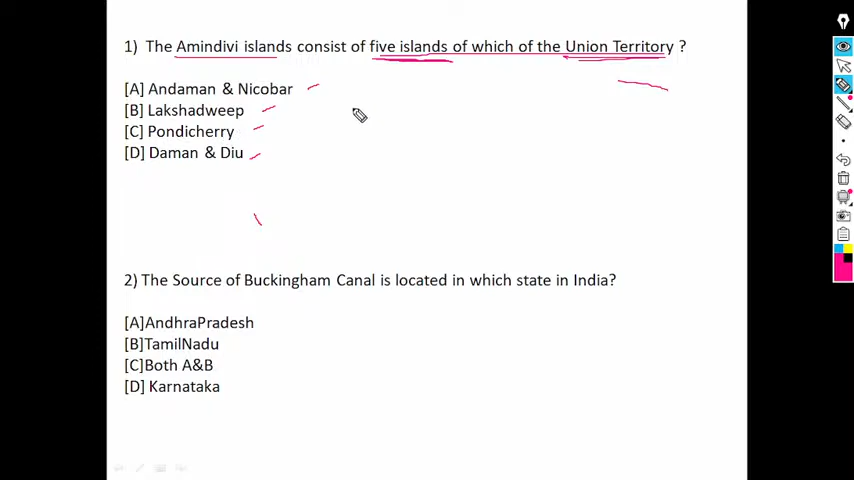 1) The Amindivi islands consist of five islands of which of the Union Territory ?
[A] Andaman & Nicobar
[B] Lakshadweep
[C] Pondicherry
[D] Daman & Diu
2) The Source of Buckingham Canal is located in which state in India?
[A]AndhraPradesh
[B]TamilNadu
[C]Both A&B
[D] Karnataka